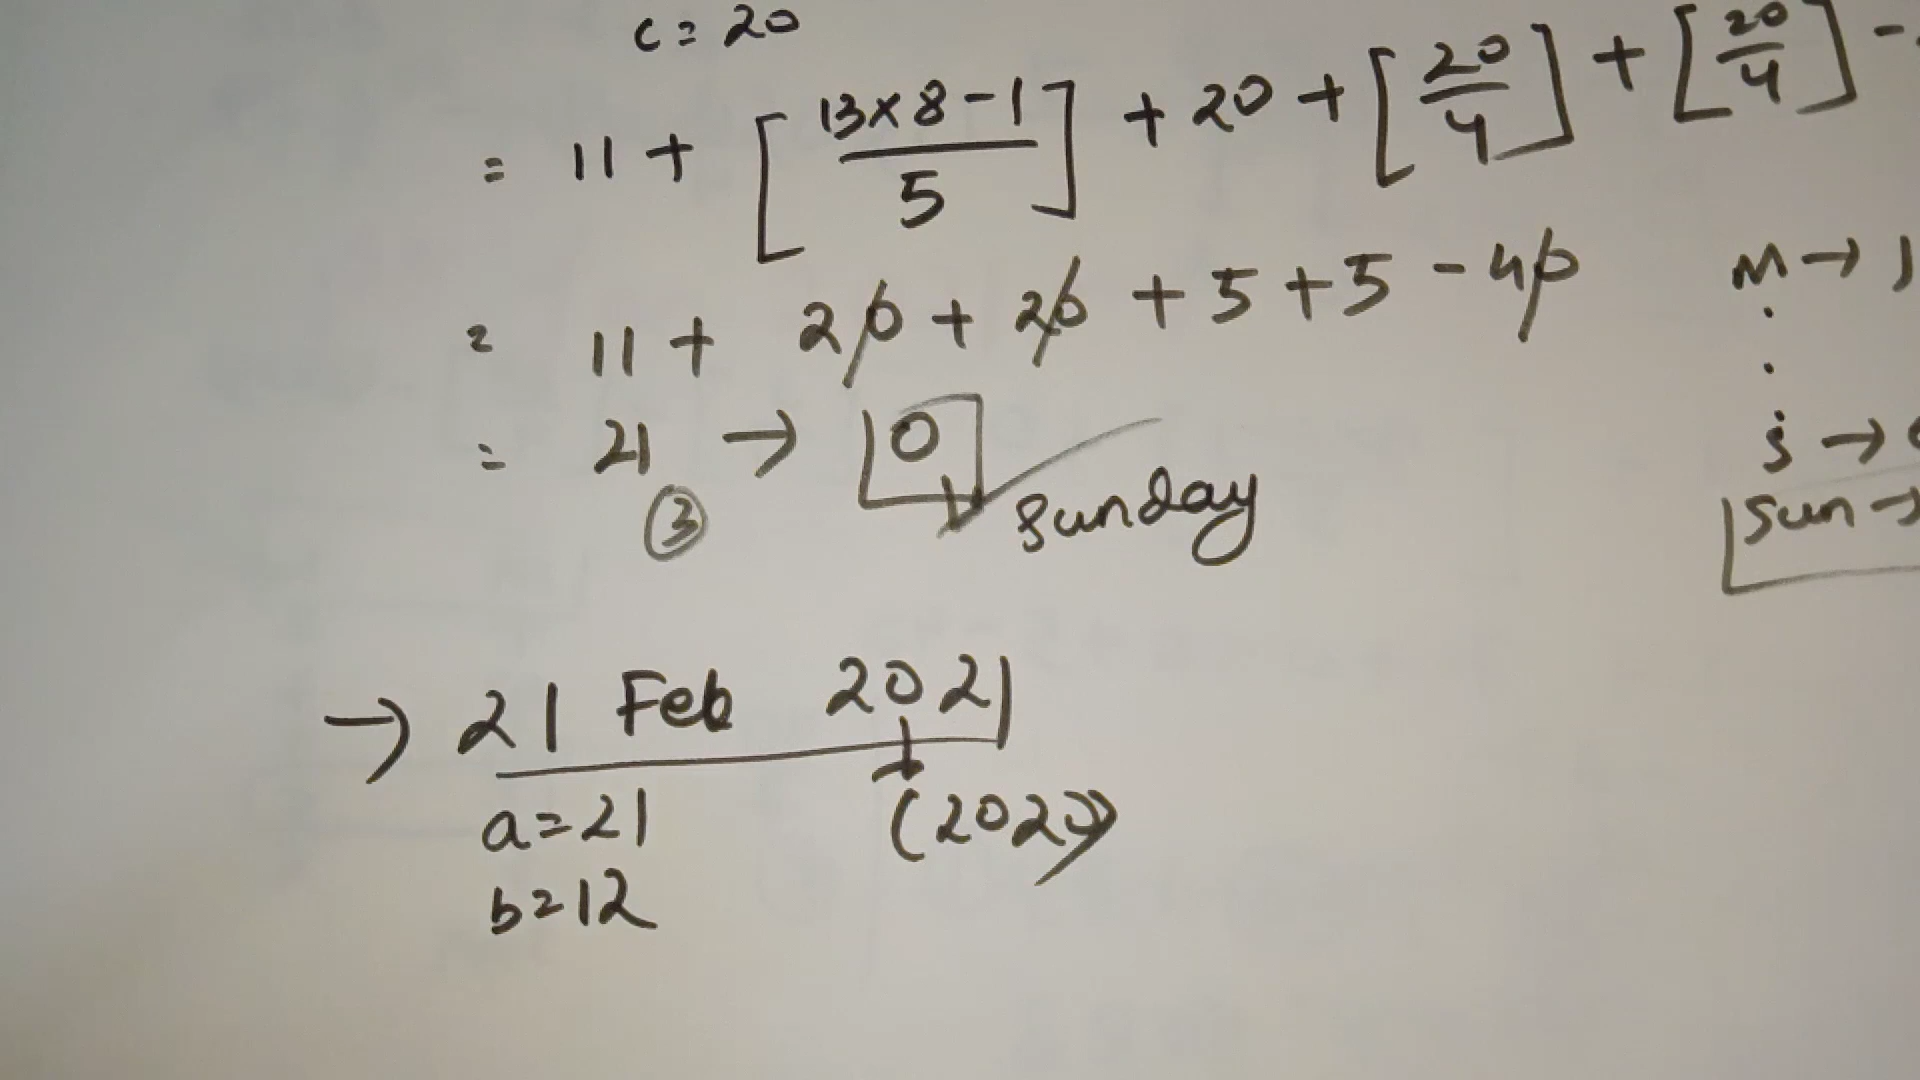 c = 20
= 11 + [ 13×8-1 / 5 ] + 20 + [ 20 / 4 ] + [ 20 / 4 ] -
= 11 + 20 + 20 + 5 + 5 - 40
M →
= 21 → 0
s →
3
Sunday
Sun →
→ 21 Feb 2021
a = 21
(2020)
b = 12